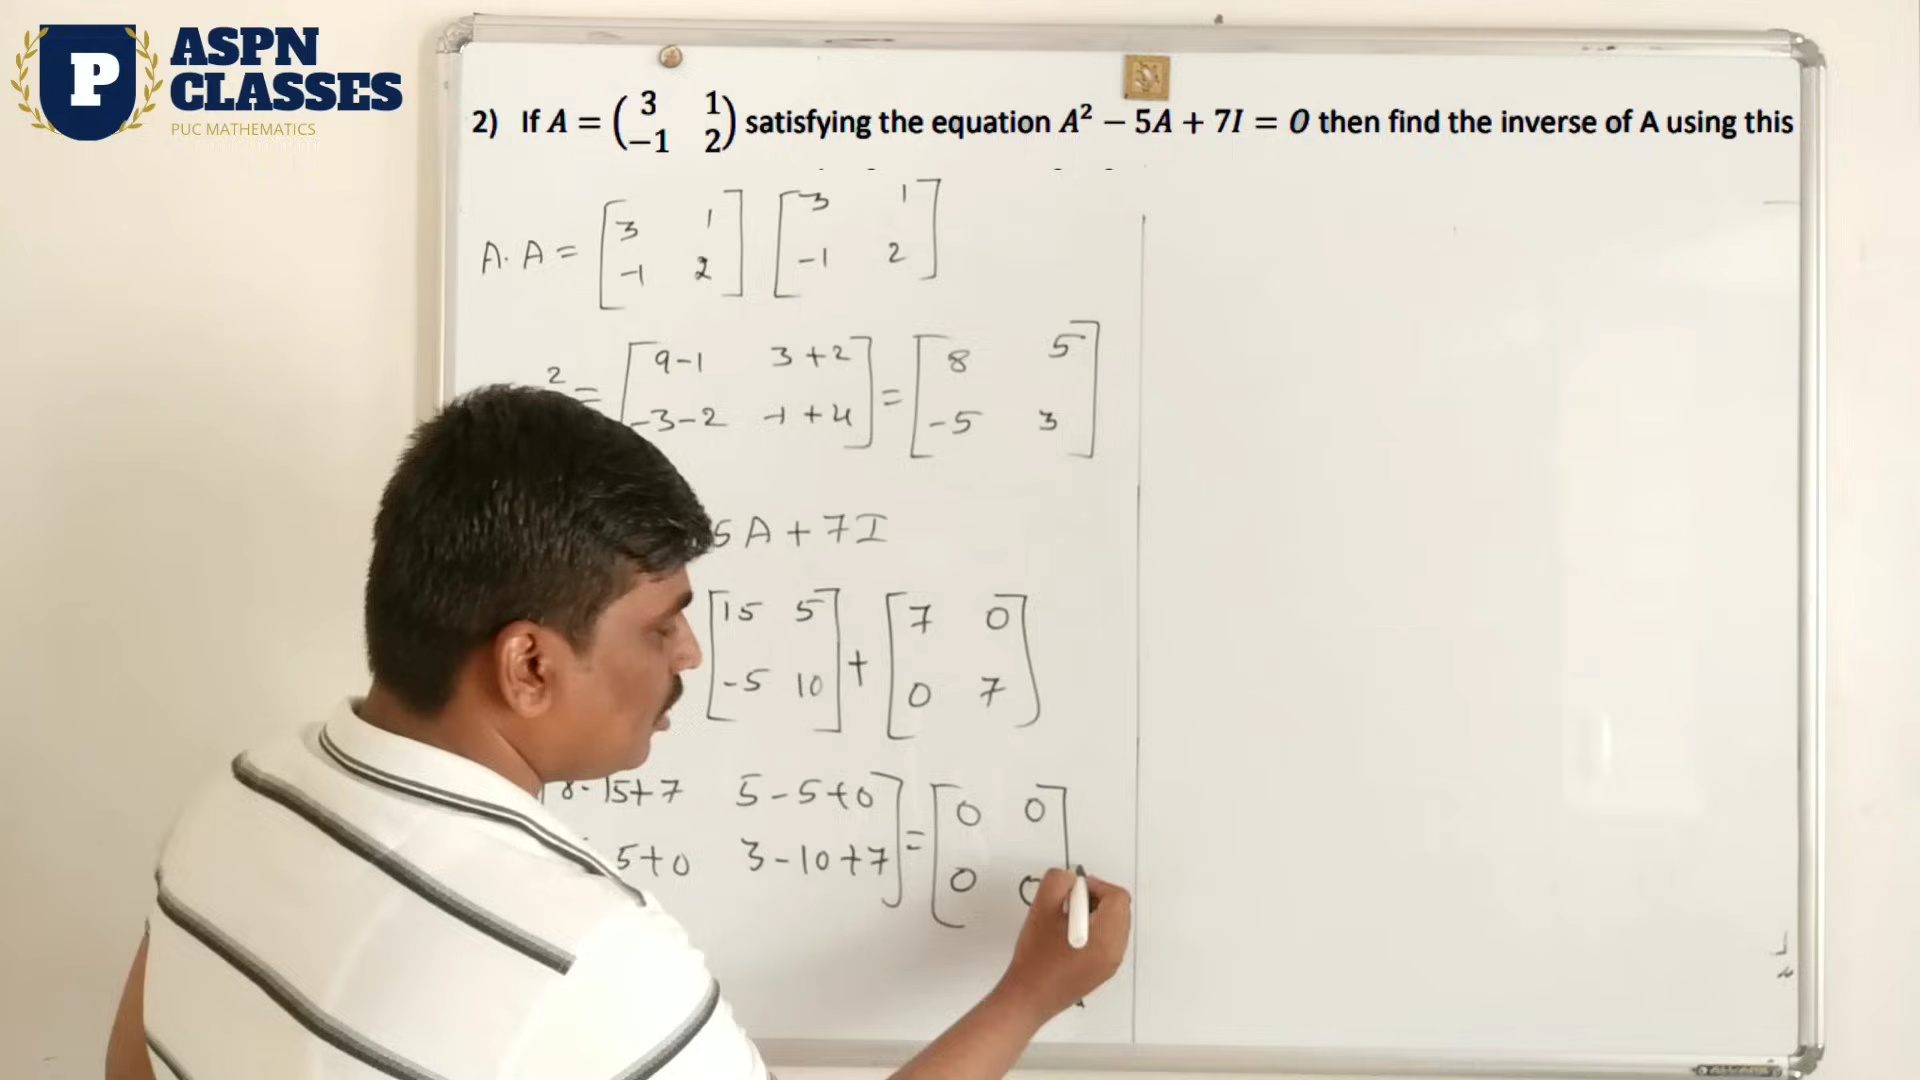 P
ASPN
CLASSES
PUC MATHEMATICS
2) If A = ( 3 1
−1 2 ) satisfying the equation A² − 5A + 7I = O then find the inverse of A using this
A. A = [ 3 1
-1 2 ] [ 3 1
-1 2 ]
2 = [ 9-1 3+2
-3-2 -1+4 ] = [ 8 5
-5 3 ]
5A + 7I
[ 15 5
-5 10 ] + [ 7 0
0 7 ]
8-15+7 5-5+0 ] = [ 0 0
5+0 3-10+7 ] 0 0